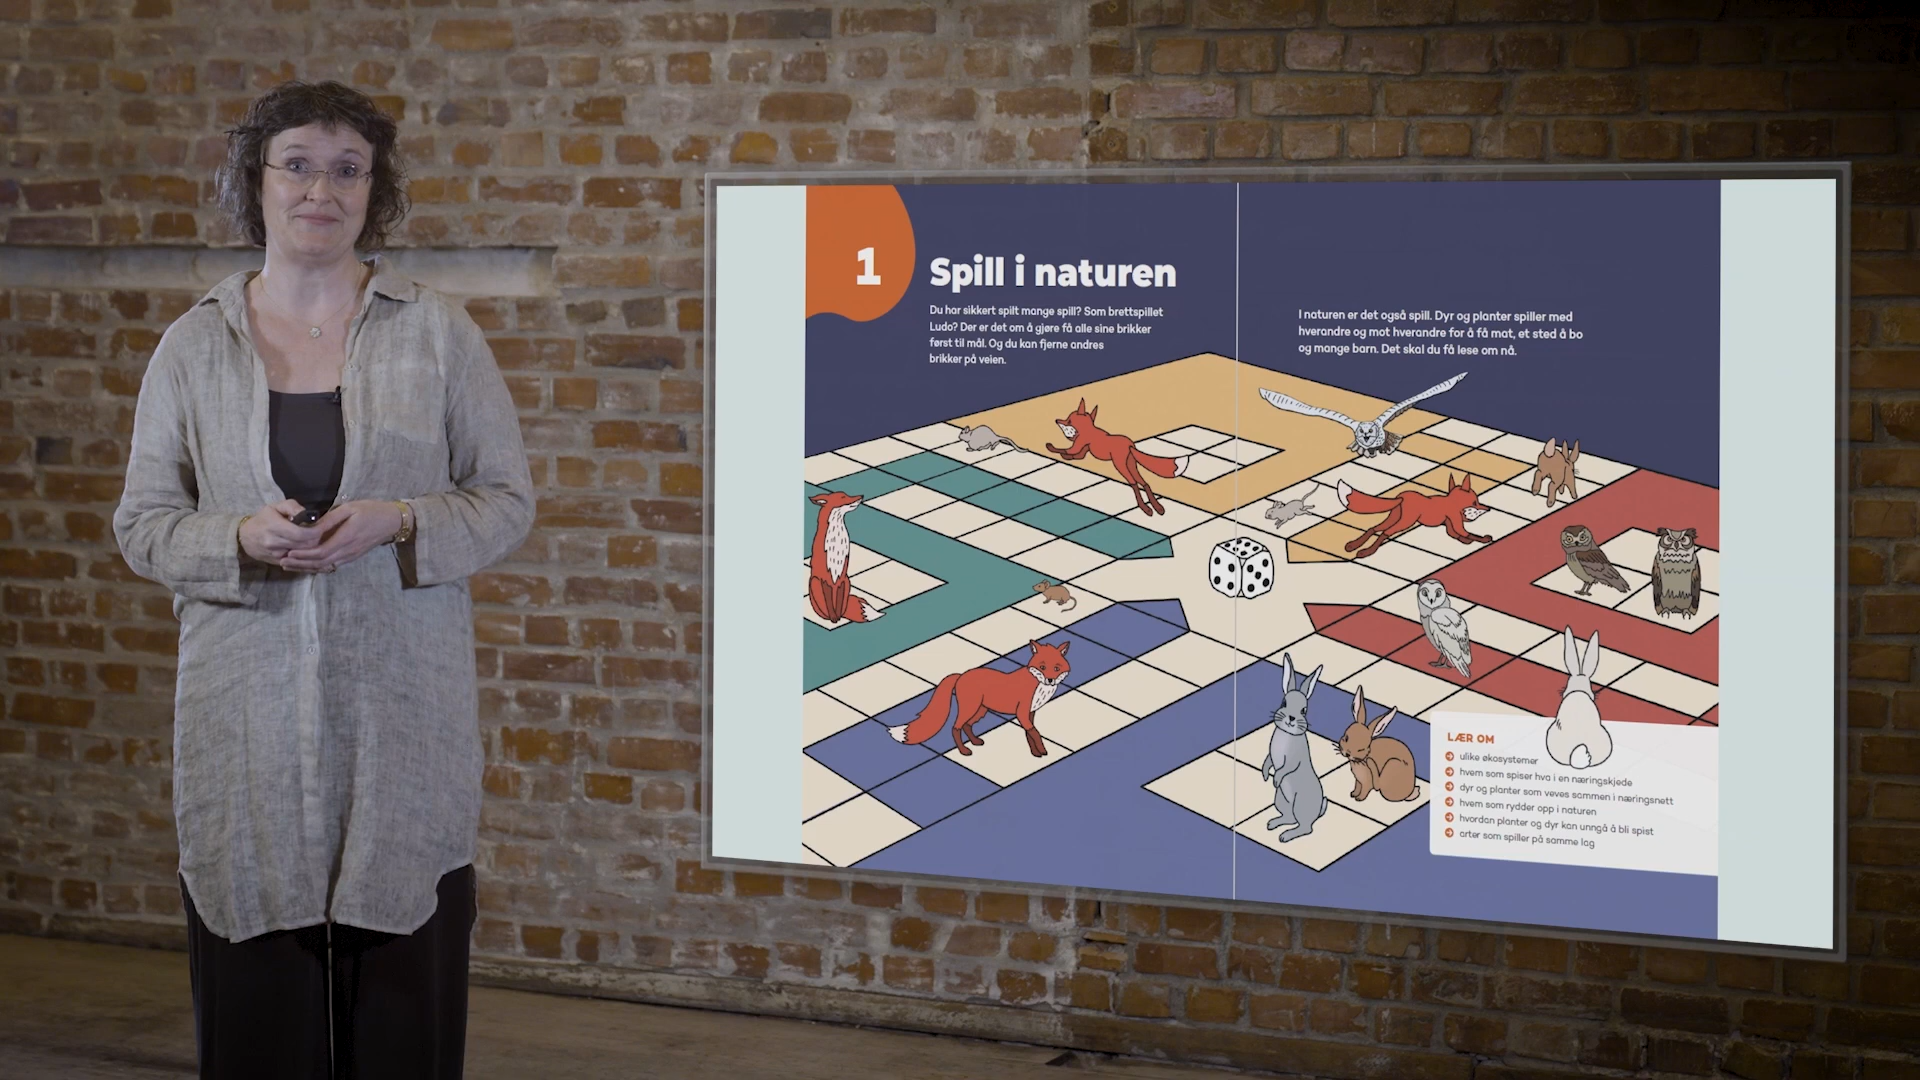 1
Spill i naturen
Du har sikkert spilt mange spill? Som brettspillet
Ludo? Der er det om å gjøre få alle sine brikker
først til mål. Og du kan fjerne andres
brikker på veien.
I naturen er det også spill. Dyr og planter spiller med
hverandre og mot hverandre for å få mat, et sted å bo
og mange barn. Det skal du få lese om nå.
LÆR OM
ulike økosystemer
hvem som spiser hva i en næringskjede
dyr og planter som veves sammen i næringsnett
hvem som rydder opp i naturen
hvordan planter og dyr kan unngå å bli spist
arter som spiller på samme lag